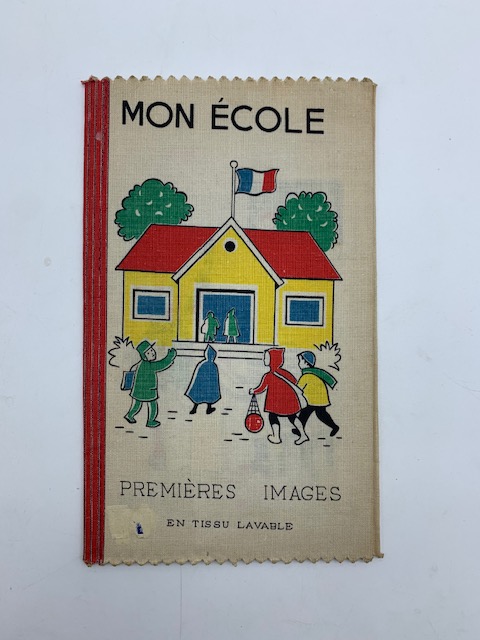 MON ÉCOLE
PREMIÈRES IMAGES
EN TISSU LAVABLE